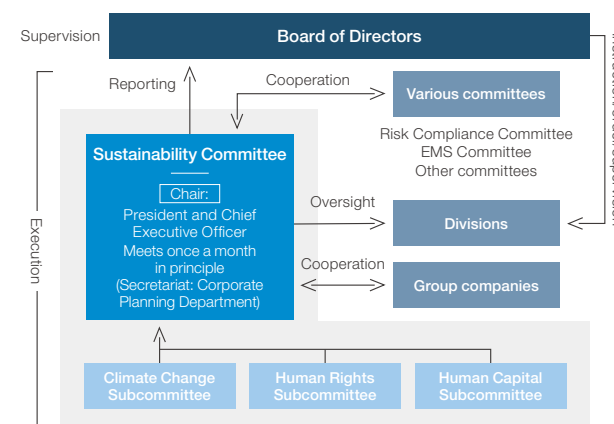 Supervision
Board of Directors
Reporting
Cooperation
Various committees
Risk Compliance Committee
EMS Committee
Other committees
Sustainability Committee
Chair:
President and Chief
Executive Officer
Meets once a month
in principle
(Secretariat: Corporate
Planning Department)
Oversight
Divisions
Cooperation
Group companies
Execution
Climate Change
Subcommittee
Human Rights
Subcommittee
Human Capital
Subcommittee